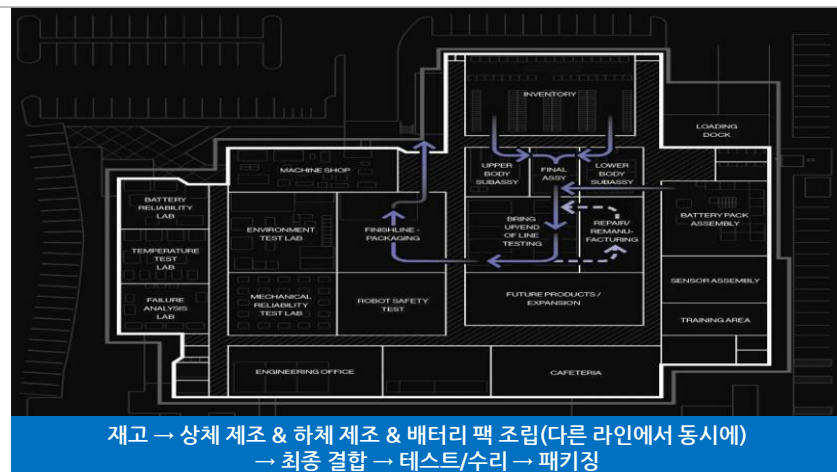 INVENTORY
LOADING
DOCK
MACHINE SHOP
UPPER
BODY
SUBASSY
FINAL
ASSY
LOWER
BODY
SUBASSY
BATTERY
RELIABILITY
LAB
ENVIRONMENT
TEST LAB
FINISHLINE -
PACKAGING
BRING
UP/END
OF LINE
TESTING
REPAIR/
REMANU-
FACTURING
BATTERY PACK
ASSEMBLY
TEMPERATURE
TEST
LAB
FAILURE
ANALYSIS
LAB
MECHANICAL
RELIABILITY
TEST LAB
ROBOT SAFETY
TEST
FUTURE PRODUCTS /
EXPANSION
SENSOR ASSEMBLY
TRAINING AREA
ENGINEERING OFFICE
CAFETERIA
재고 → 상체 제조 & 하체 제조 & 배터리 팩 조립(다른 라인에서 동시에)
→ 최종 결합 → 테스트/수리 → 패키징